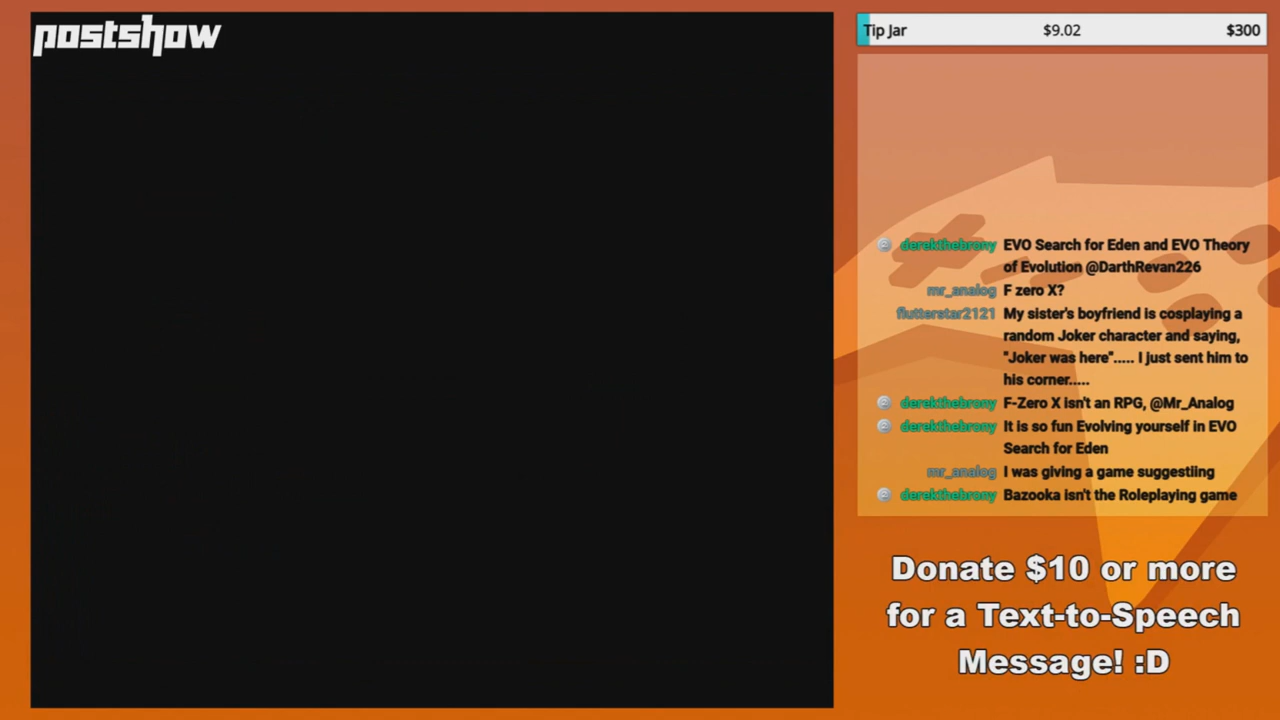 postshow
Tip Jar $9.02 $300
derekthebrony EVO Search for Eden and EVO Theory
of Evolution @DarthRevan226
mr_analog F zero X?
flutterstar2121 My sister's boyfriend is cosplaying a
random Joker character and saying,
"Joker was here"..... I just sent him to
his corner.....
derekthebrony F-Zero X isn't an RPG, @Mr_Analog
derekthebrony It is so fun Evolving yourself in EVO
Search for Eden
mr_analog I was giving a game suggestiing
derekthebrony Bazooka isn't the Roleplaying game
Donate $10 or more
for a Text-to-Speech
Message! :D